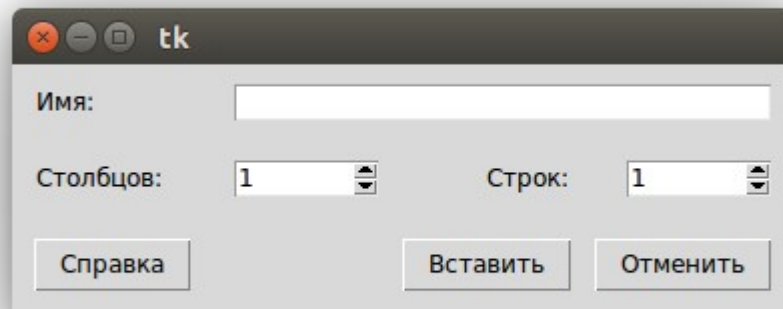 tk
Имя:
Столбцов: 1 Строк: 1
Справка Вставить Отменить